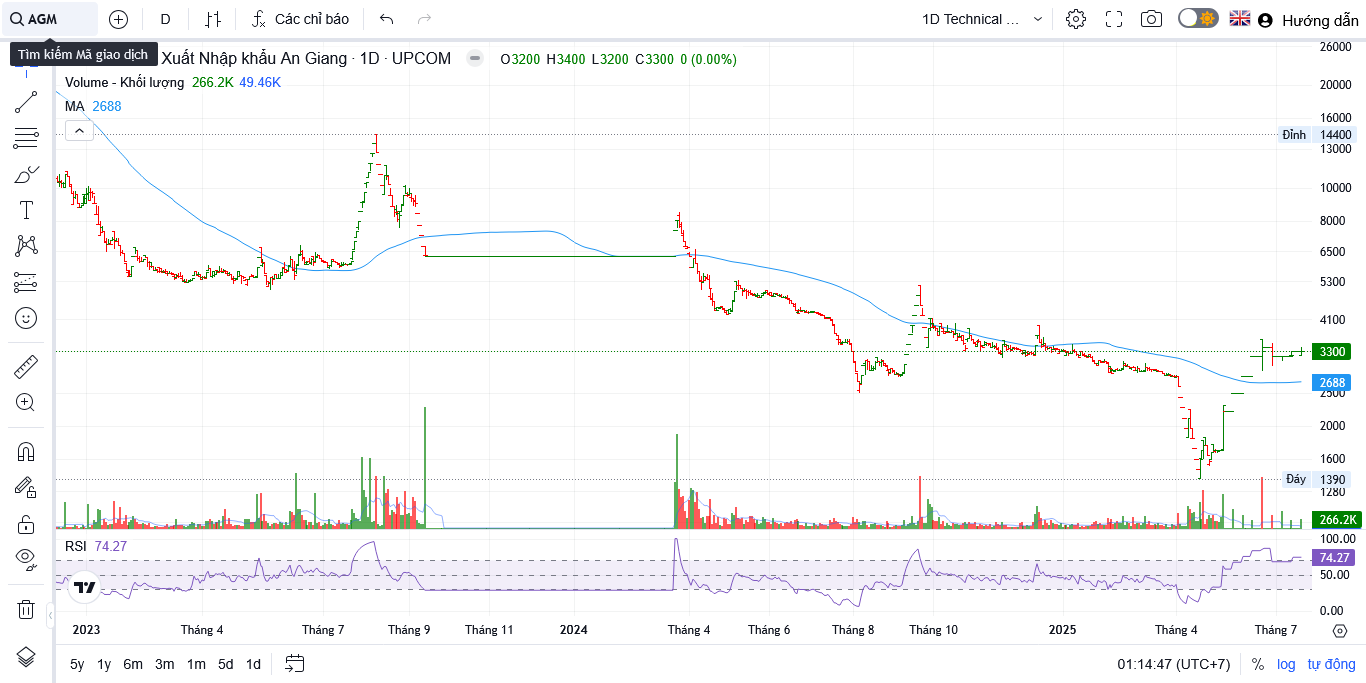 AGM D Các chỉ báo 1D Technical ... Hướng dẫn
Tìm kiếm Mã giao dịch
Xuất Nhập khẩu An Giang · 1D · UPCOM O3200 H3400 L3200 C3300 0 (0.00%)
Volume - Khối lượng 266.2K 49.46K
MA 2688
26000
20000
16000
Đỉnh 14400
13000
10000
8000
6500
5300
4100
3300
2688
2500
2000
1600
Đáy 1390
1280
266.2K
RSI 74.27
100.00
74.27
50.00
0.00
2023 Tháng 4 Tháng 7 Tháng 9 Tháng 11 2024 Tháng 4 Tháng 6 Tháng 8 Tháng 10 2025 Tháng 4 Tháng 7
5y 1y 6m 3m 1m 5d 1d 01:14:47 (UTC+7) % log tự động